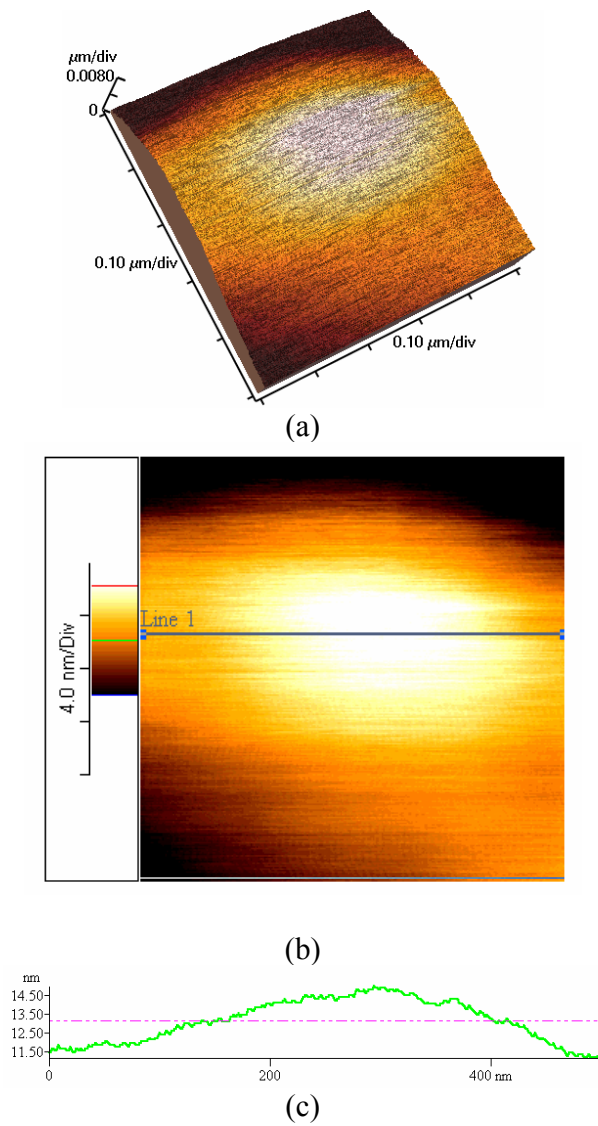 μm/div
0.0080
0
0.10 μm/div
0.10 μm/div
(a)
Line 1
4.0 nm/Div
(b)
nm
14.50
13.50
12.50
11.50
0 200 400 nm
(c)